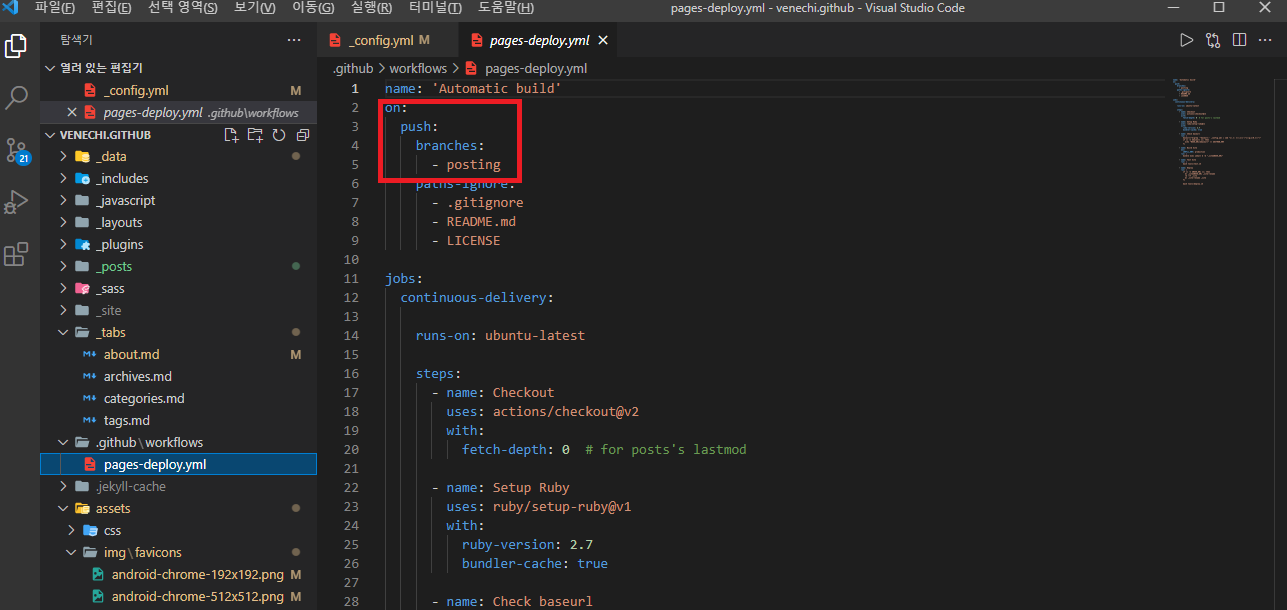 파일(F) 편집(E) 선택 영역(S) 보기(V) 이동(G) 실행(R) 터미널(T) 도움말(H) pages-deploy.yml - venechi.github - Visual Studio Code
탐색기
열려 있는 편집기
_config.yml M
pages-deploy.yml .github\workflows
VENECHI.GITHUB
_data
_includes
_javascript
_layouts
_plugins
_posts
_sass
_site
_tabs
about.md M
archives.md
categories.md
tags.md
.github\workflows
pages-deploy.yml
.jekyll-cache
assets
css
img\favicons
android-chrome-192x192.png M
android-chrome-512x512.png M
21
_config.yml M pages-deploy.yml
.github > workflows > pages-deploy.yml
1 name: 'Automatic build'
2 on:
3 push:
4 branches:
5 - posting
6 paths-ignore:
7 - .gitignore
8 - README.md
9 - LICENSE
10
11 jobs:
12 continuous-delivery:
13
14 runs-on: ubuntu-latest
15
16 steps:
17 - name: Checkout
18 uses: actions/checkout@v2
19 with:
20 fetch-depth: 0 # for posts's lastmod
21
22 - name: Setup Ruby
23 uses: ruby/setup-ruby@v1
24 with:
25 ruby-version: 2.7
26 bundler-cache: true
27
28 - name: Check baseurl